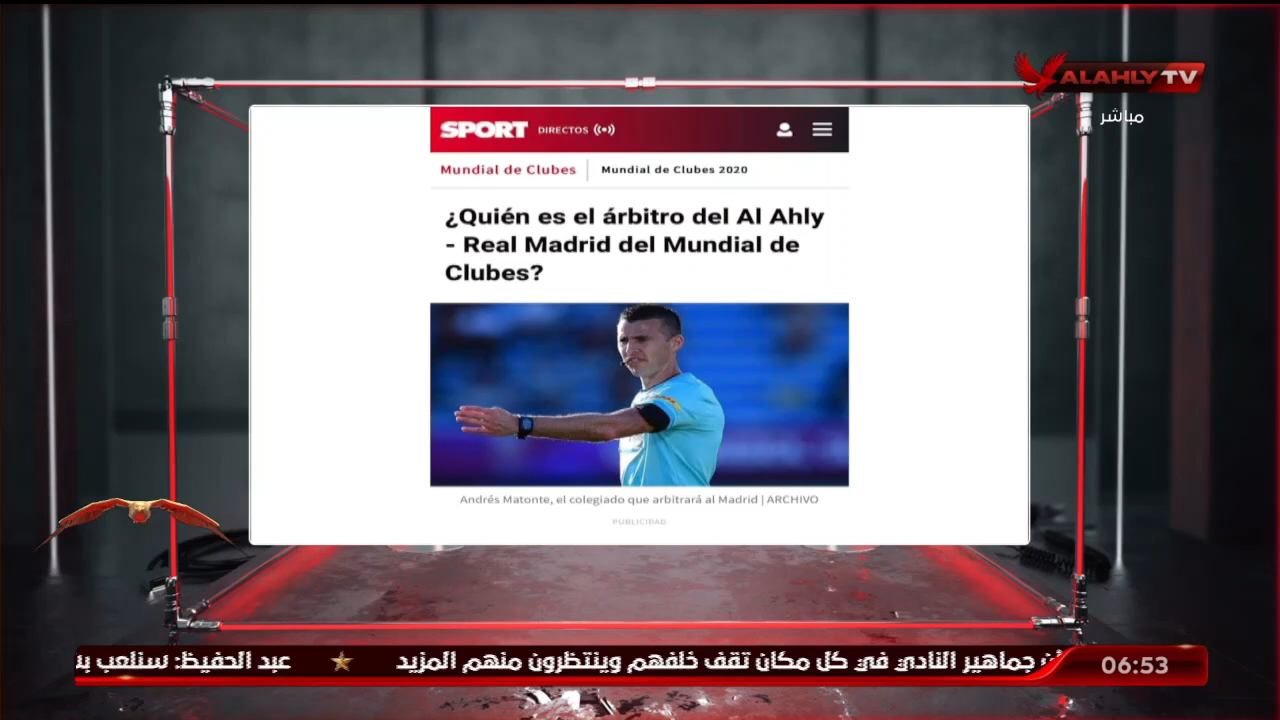 ALAHLY TV
مباشر
SPORT DIRECTOS
Mundial de Clubes
Mundial de Clubes 2020
¿Quién es el árbitro del Al Ahly
- Real Madrid del Mundial de
Clubes?
Andrés Matonte, el colegiado que arbitrará al Madrid | ARCHIVO
PUBLICIDAD
جماهير النادي في كل مكان تقف خلفهم وينتظرون منهم المزيد
عبد الحفيظ: سنلعب
06:53